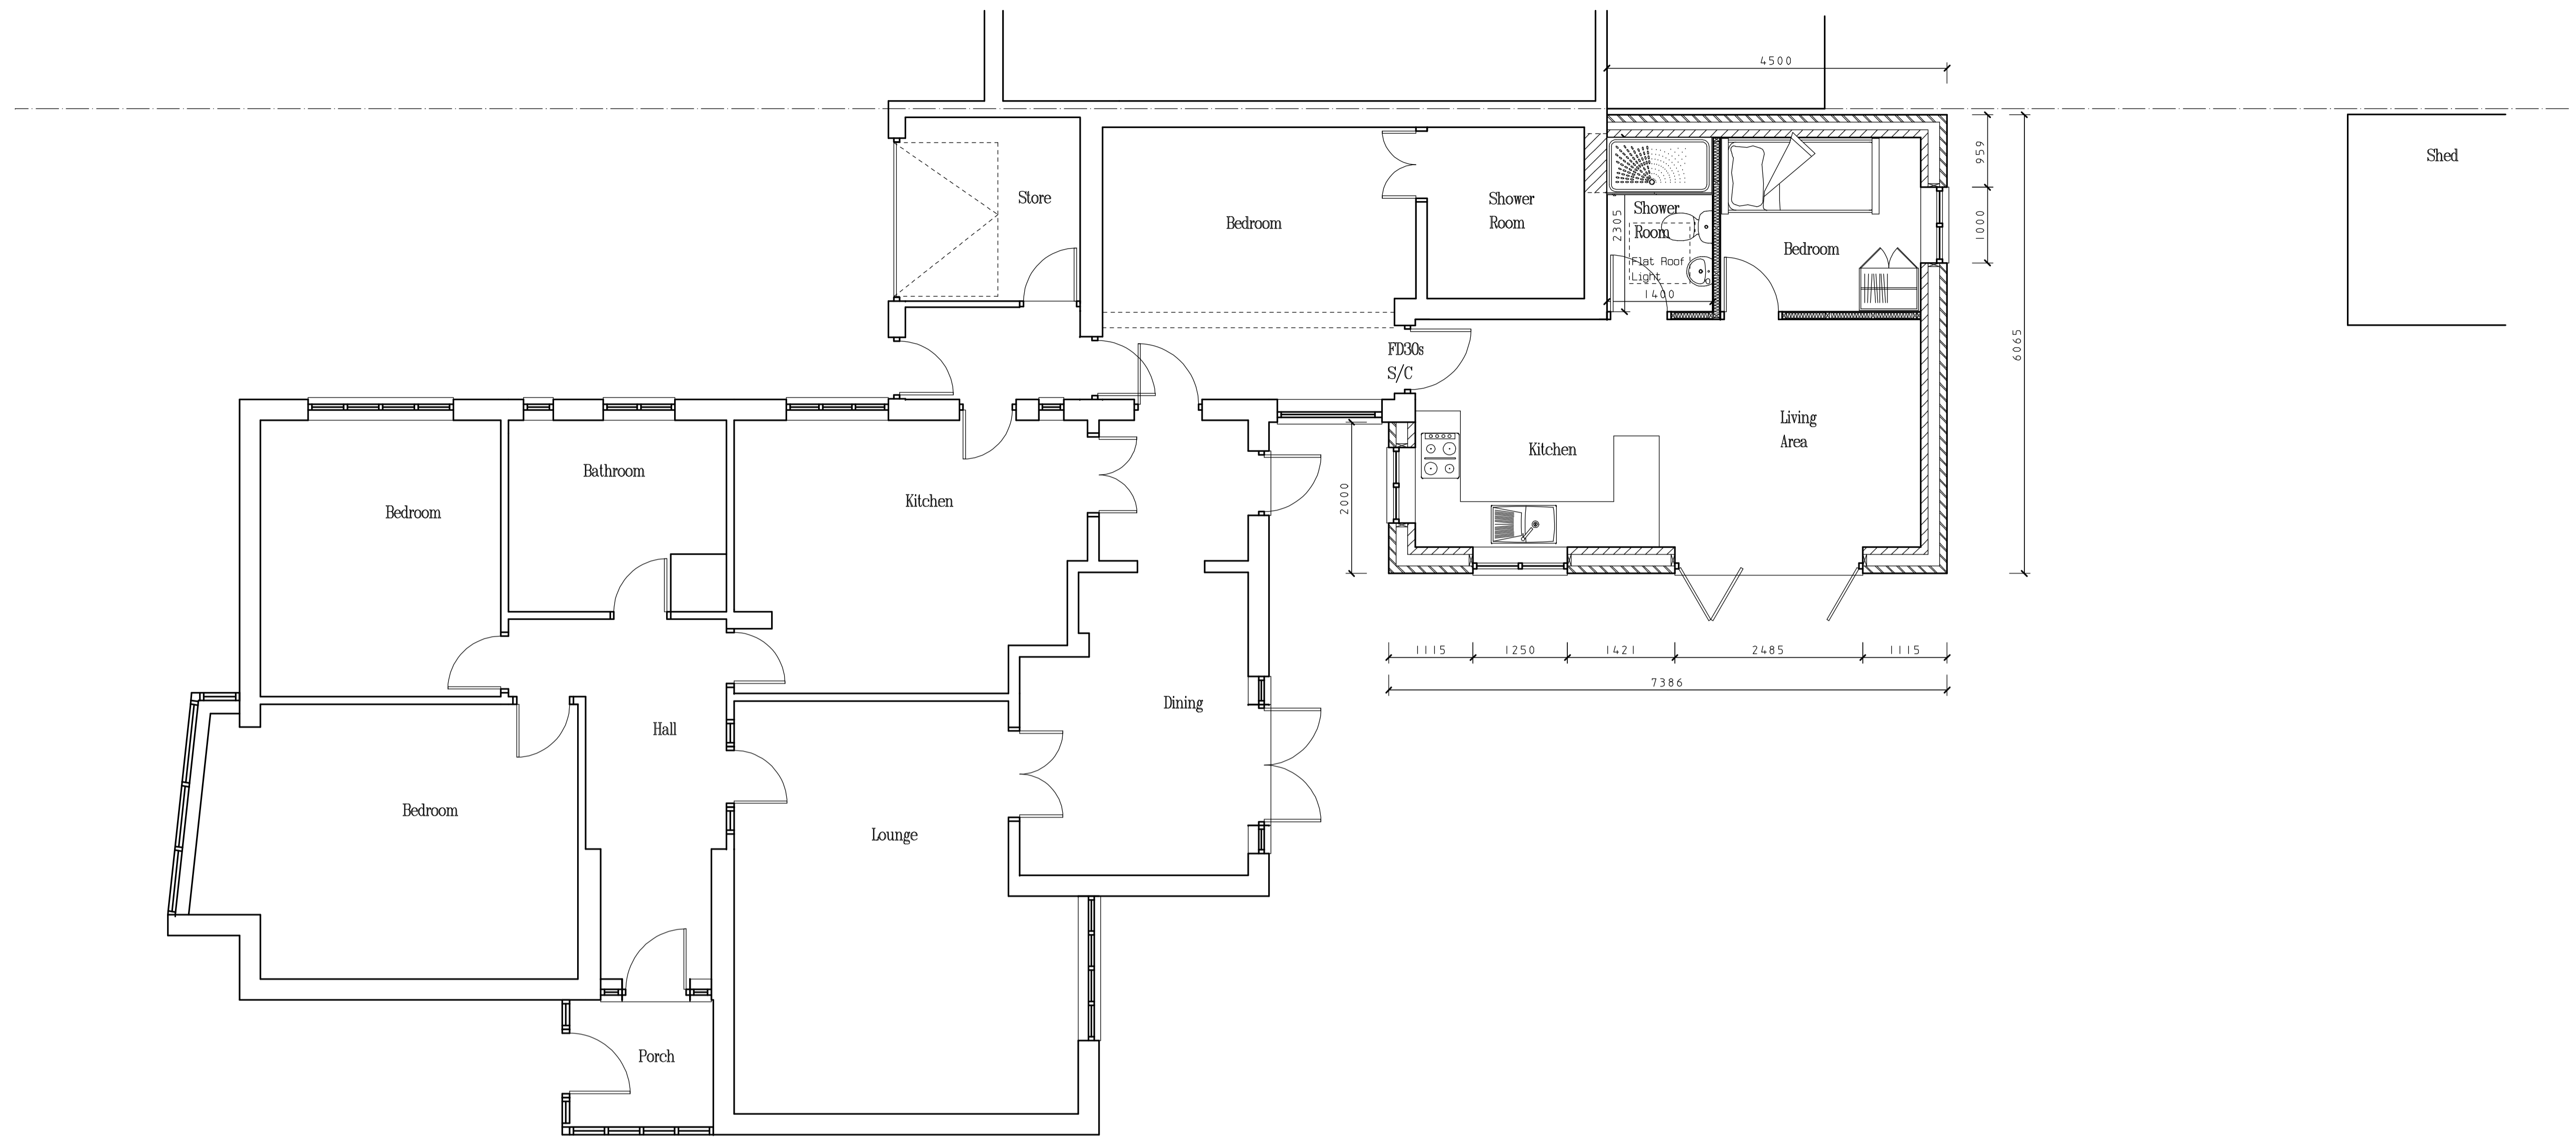 4500
Shed
959
Store
Shower
Room
Shower
Room
2305
Bedroom
Bedroom
1000
Flat Roof
Light
1400
FD30s
S/C
6065
Living
Area
Kitchen
Bathroom
Kitchen
2000
Bedroom
1115
1250
1421
2485
1115
7386
Dining
Hall
Bedroom
Lounge
Porch